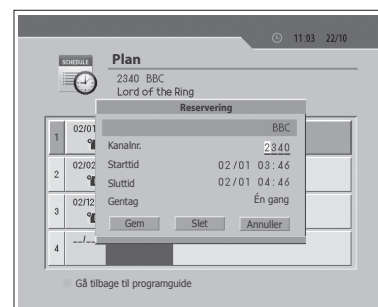 11:03 22/10
SCHEDULE
Plan
2340 BBC
Lord of the Ring
Reservering
BBC
1 02/01
Kanalnr. 2340
Starttid 02/01 03:46
2 02/02
Sluttid 02/01 04:46
Gentag Én gang
3 02/12
Gem Slet Annuller
4 --/--
Gå tilbage til programguide